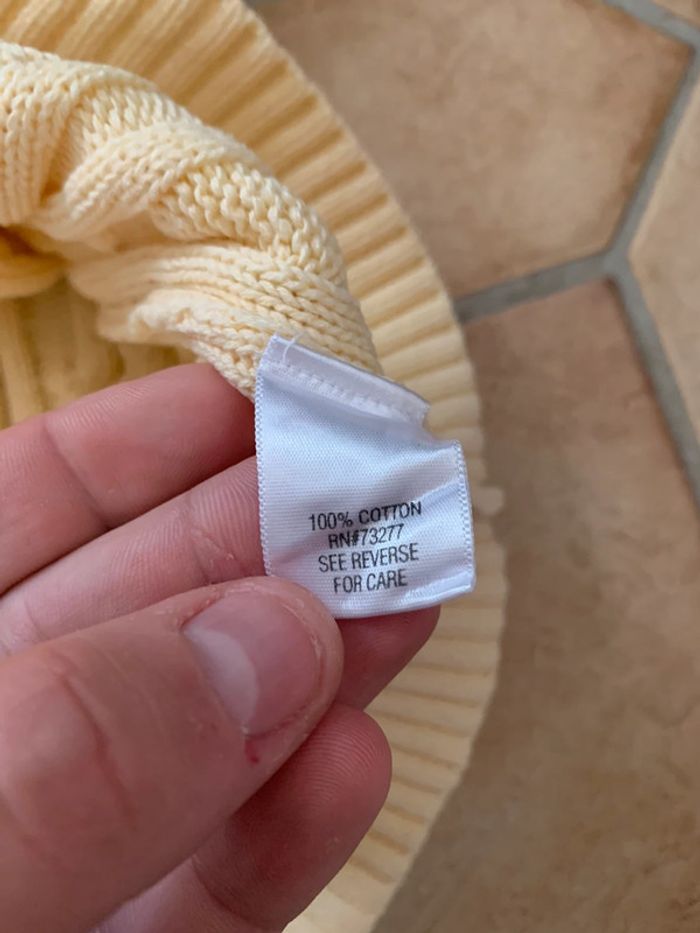 100% COTTON
RN#73277
SEE REVERSE
FOR CARE